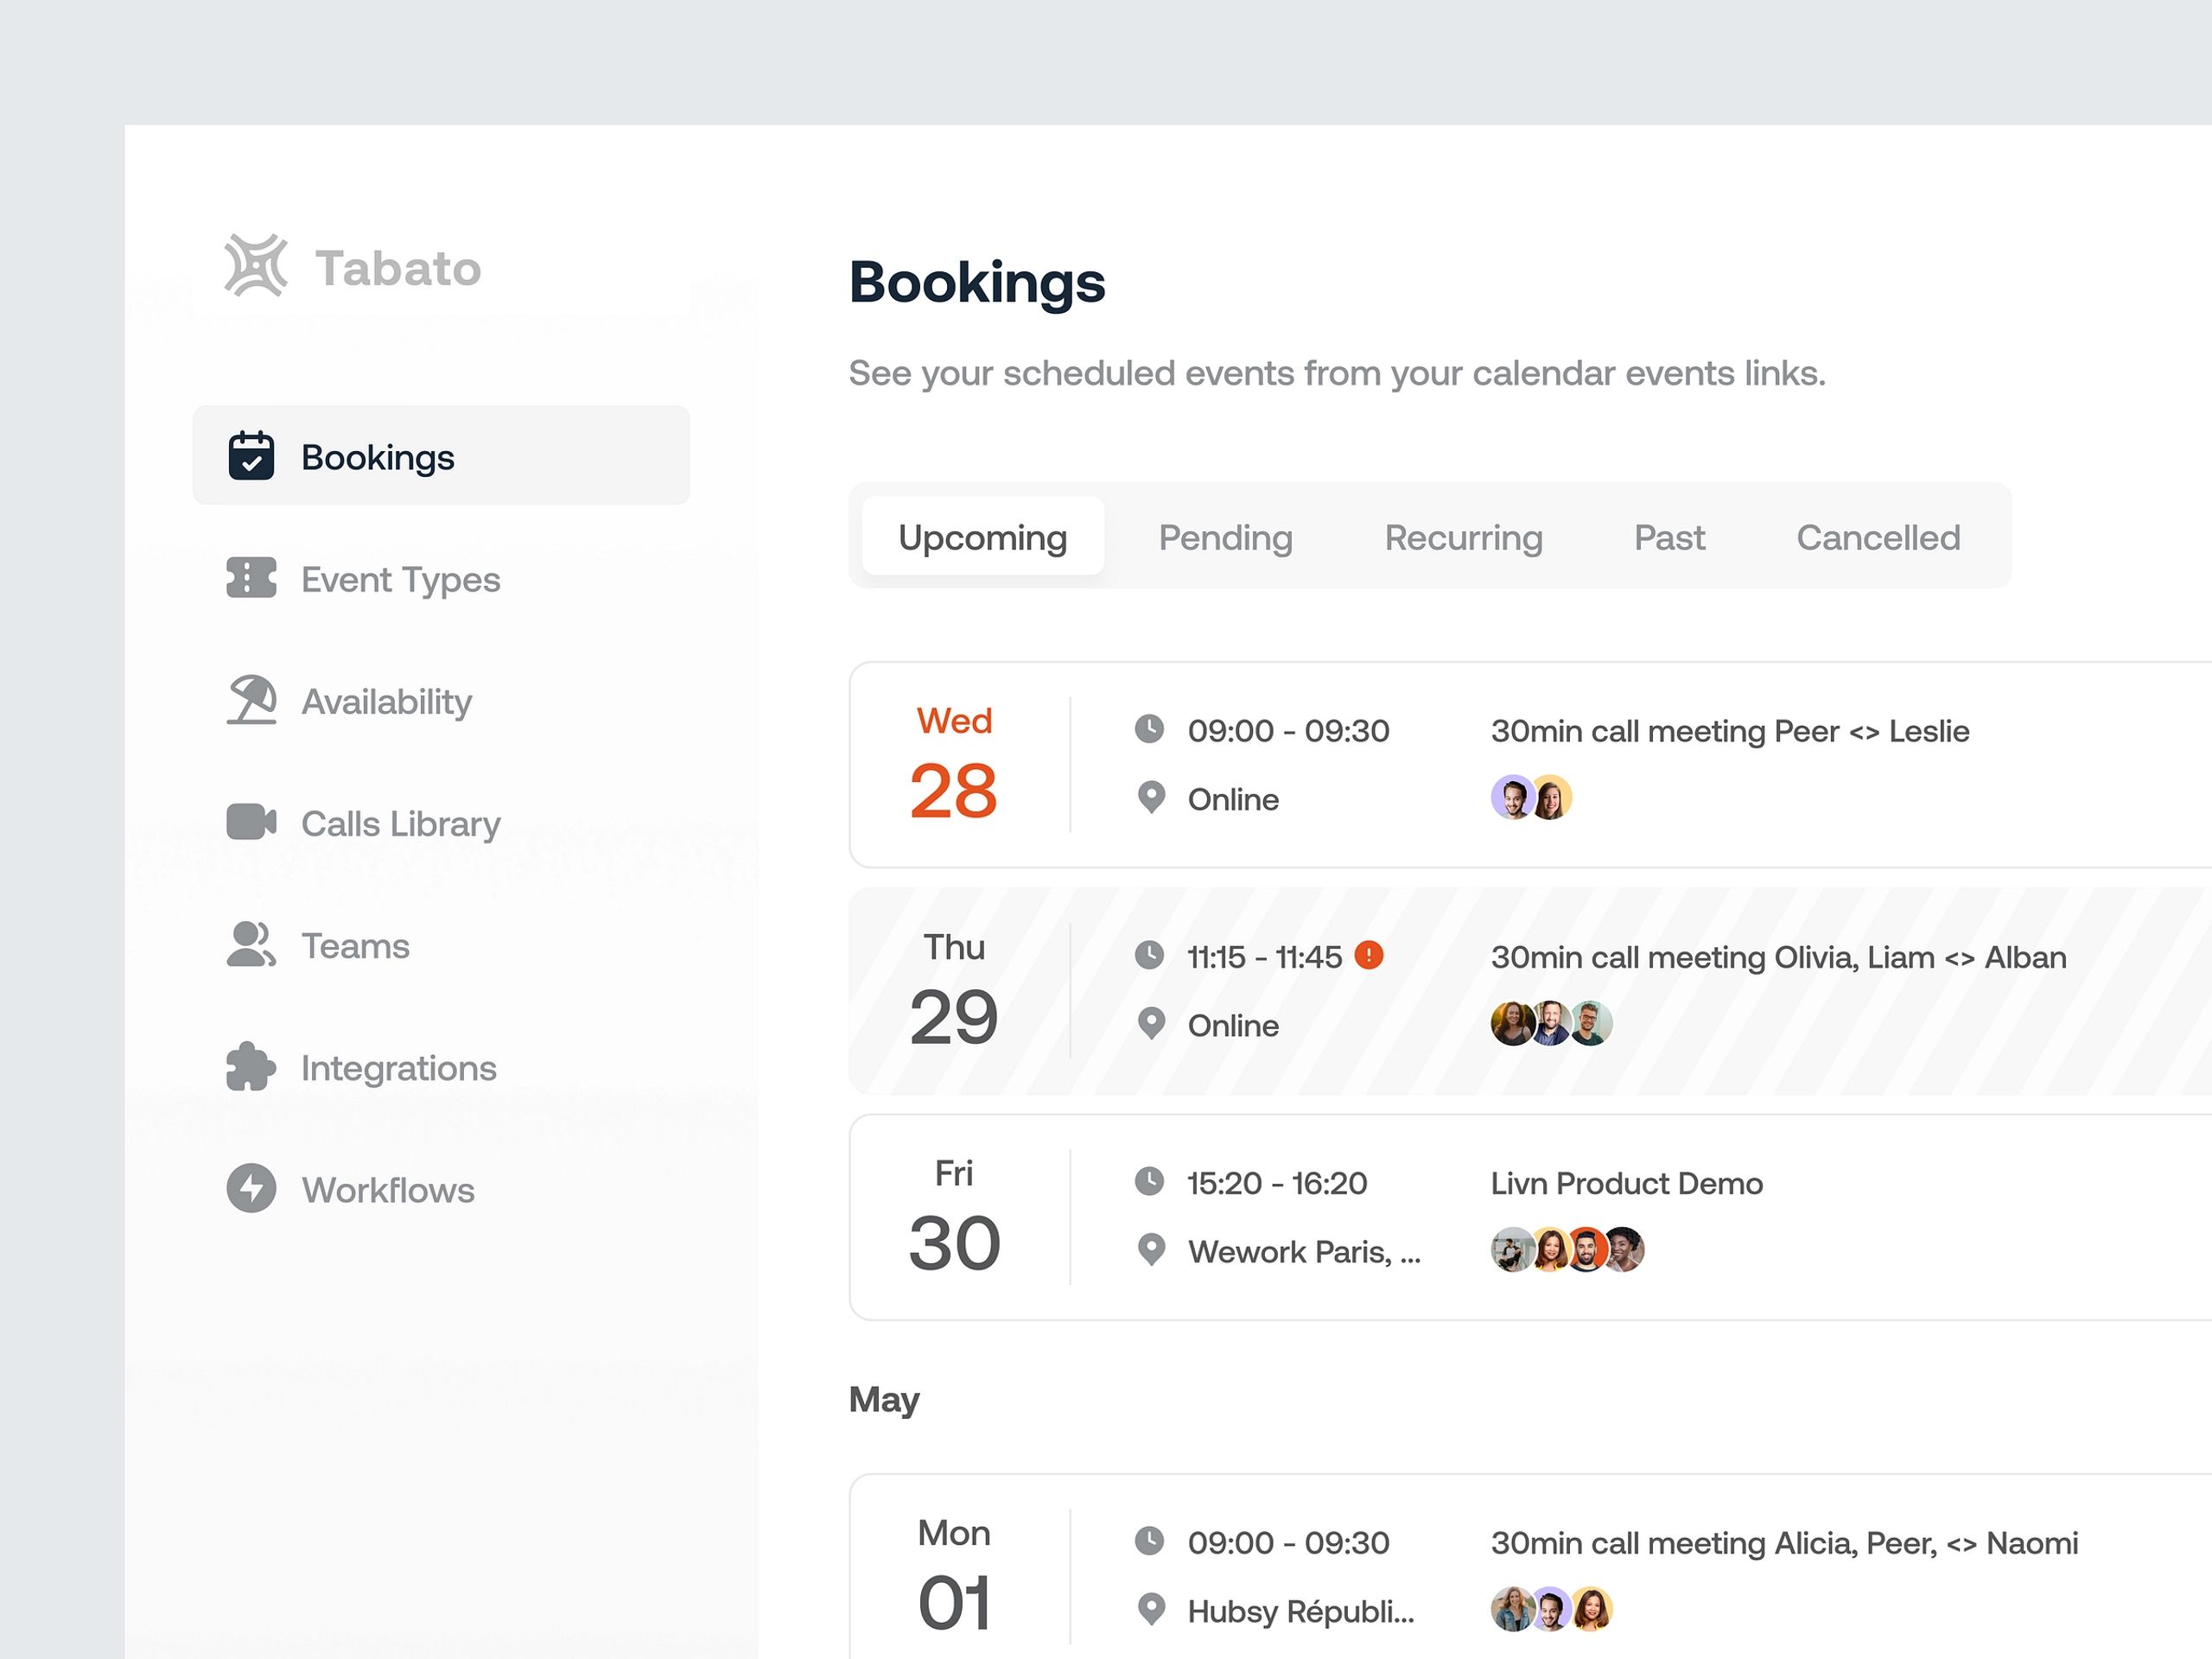 Tabato
Bookings
Event Types
Availability
Calls Library
Teams
Integrations
Workflows
Bookings
See your scheduled events from your calendar events links.
Upcoming Pending Recurring Past Cancelled
Wed
28
09:00 - 09:30
Online
30min call meeting Peer <> Leslie
Thu
29
11:15 - 11:45
Online
30min call meeting Olivia, Liam <> Alban
Fri
30
15:20 - 16:20
Wework Paris, ...
Livn Product Demo
May
Mon
01
09:00 - 09:30
Hubsy Républi...
30min call meeting Alicia, Peer, <> Naomi